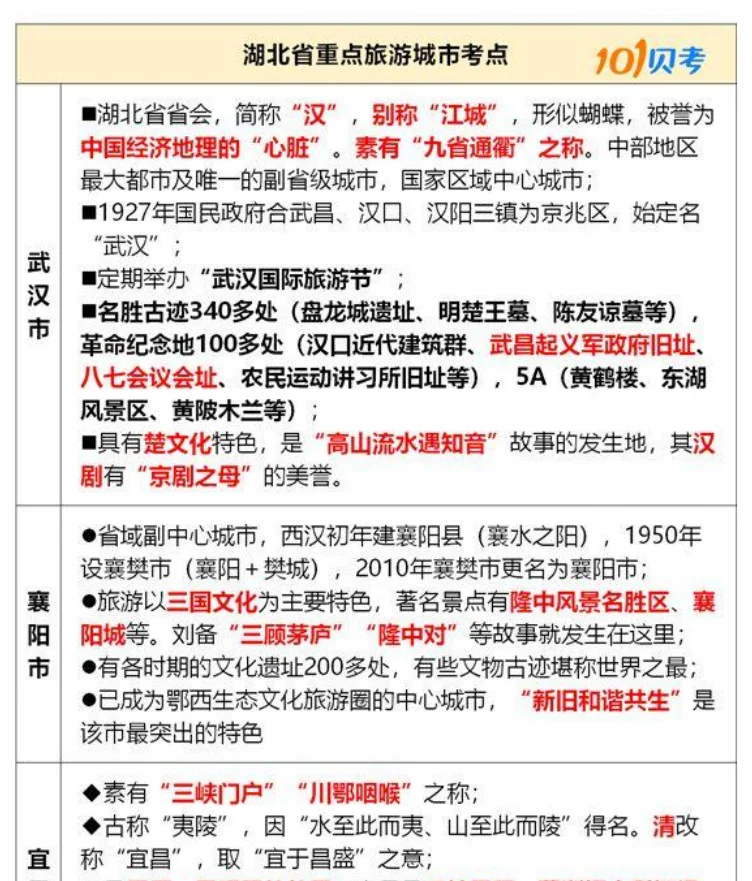 湖北省重点旅游城市考点
101贝考
武汉市
■湖北省省会，简称“汉”，别称“江城”，形似蝴蝶，被誉为
中国经济地理的“心脏”。素有“九省通衢”之称。中部地区
最大都市及唯一的副省级城市，国家区域中心城市；
■1927年国民政府合武昌、汉口、汉阳三镇为京兆区，始定名
“武汉”；
■定期举办“武汉国际旅游节”；
■名胜古迹340多处（盘龙城遗址、明楚王墓、陈友谅墓等），
革命纪念地100多处（汉口近代建筑群、武昌起义军政府旧址、
八七会议会址、农民运动讲习所旧址等），5A（黄鹤楼、东湖
风景区、黄陂木兰等）；
■具有楚文化特色，是“高山流水遇知音”故事的发生地，其汉
剧有“京剧之母”的美誉。
襄阳市
●省域副中心城市，西汉初年建襄阳县（襄水之阳），1950年
设襄樊市（襄阳＋樊城），2010年襄樊市更名为襄阳市；
●旅游以三国文化为主要特色，著名景点有隆中风景名胜区、襄
阳城等。刘备“三顾茅庐”“隆中对”等故事就发生在这里；
●有各时期的文化遗址200多处，有些文物古迹堪称世界之最；
●已成为鄂西生态文化旅游圈的中心城市，“新旧和谐共生”是
该市最突出的特色
宜
◆素有“三峡门户”“川鄂咽喉”之称；
◆古称“夷陵”，因“水至此而夷、山至此而陵”得名。清改
称“宜昌”，取“宜于昌盛”之意；